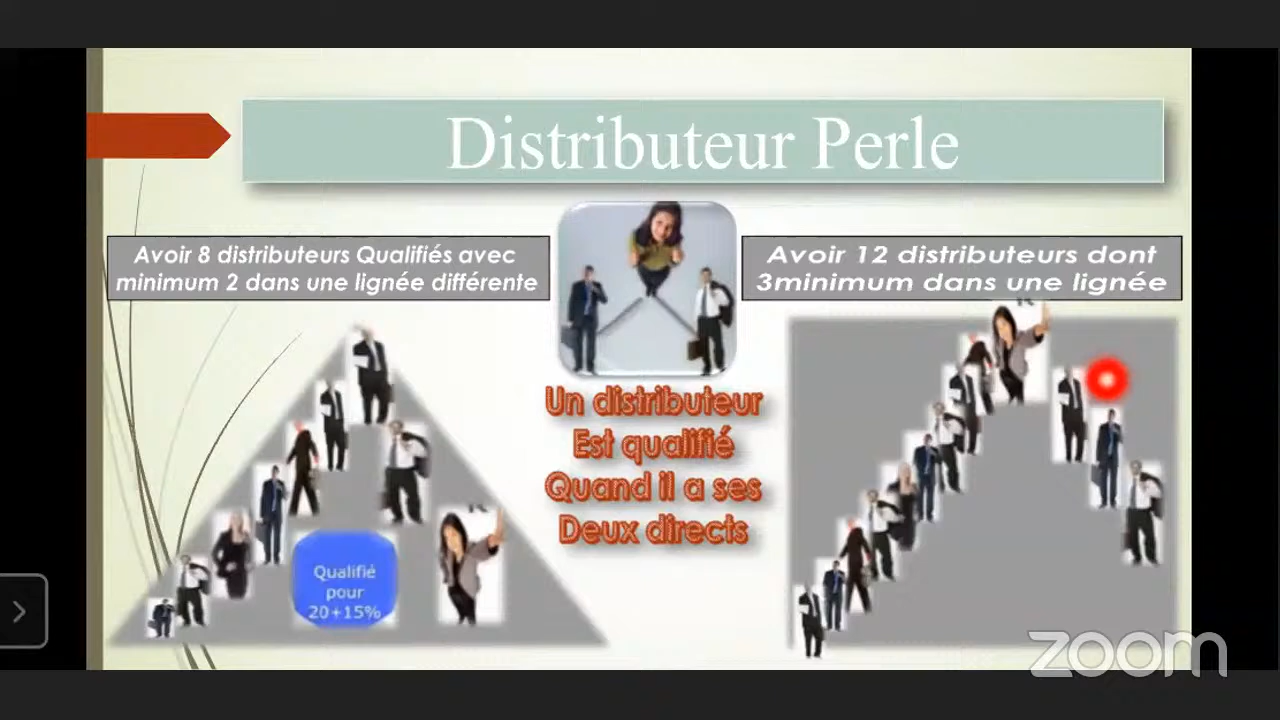 Distributeur Perle
Avoir 8 distributeurs Qualifiés avec
minimum 2 dans une lignée différente
Avoir 12 distributeurs dont
3minimum dans une lignée
Un distributeur
Est qualifié
Quand il a ses
Deux directs
Qualifié
pour
20+15%
zoom